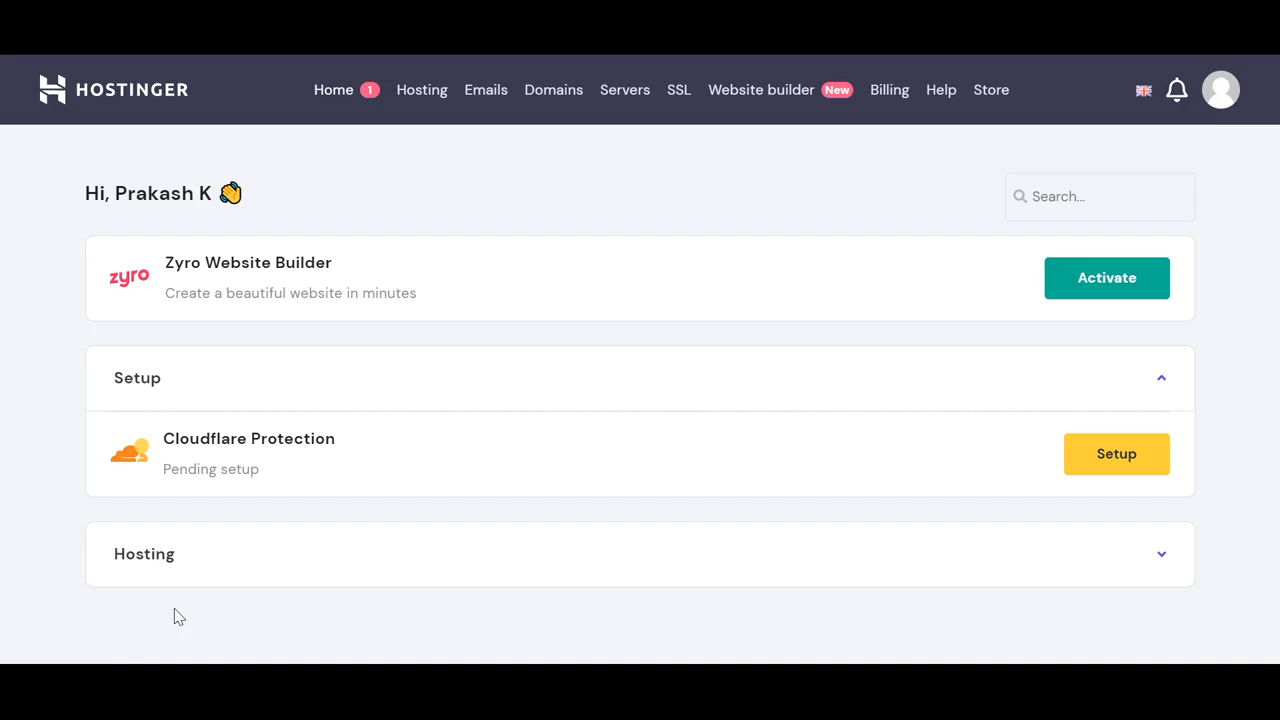 HOSTINGER
Home 1 Hosting Emails Domains Servers SSL Website builder New Billing Help Store
Hi, Prakash K 👋
Search...
zyro
Zyro Website Builder
Create a beautiful website in minutes
Activate
Setup
Cloudflare Protection
Pending setup
Setup
Hosting